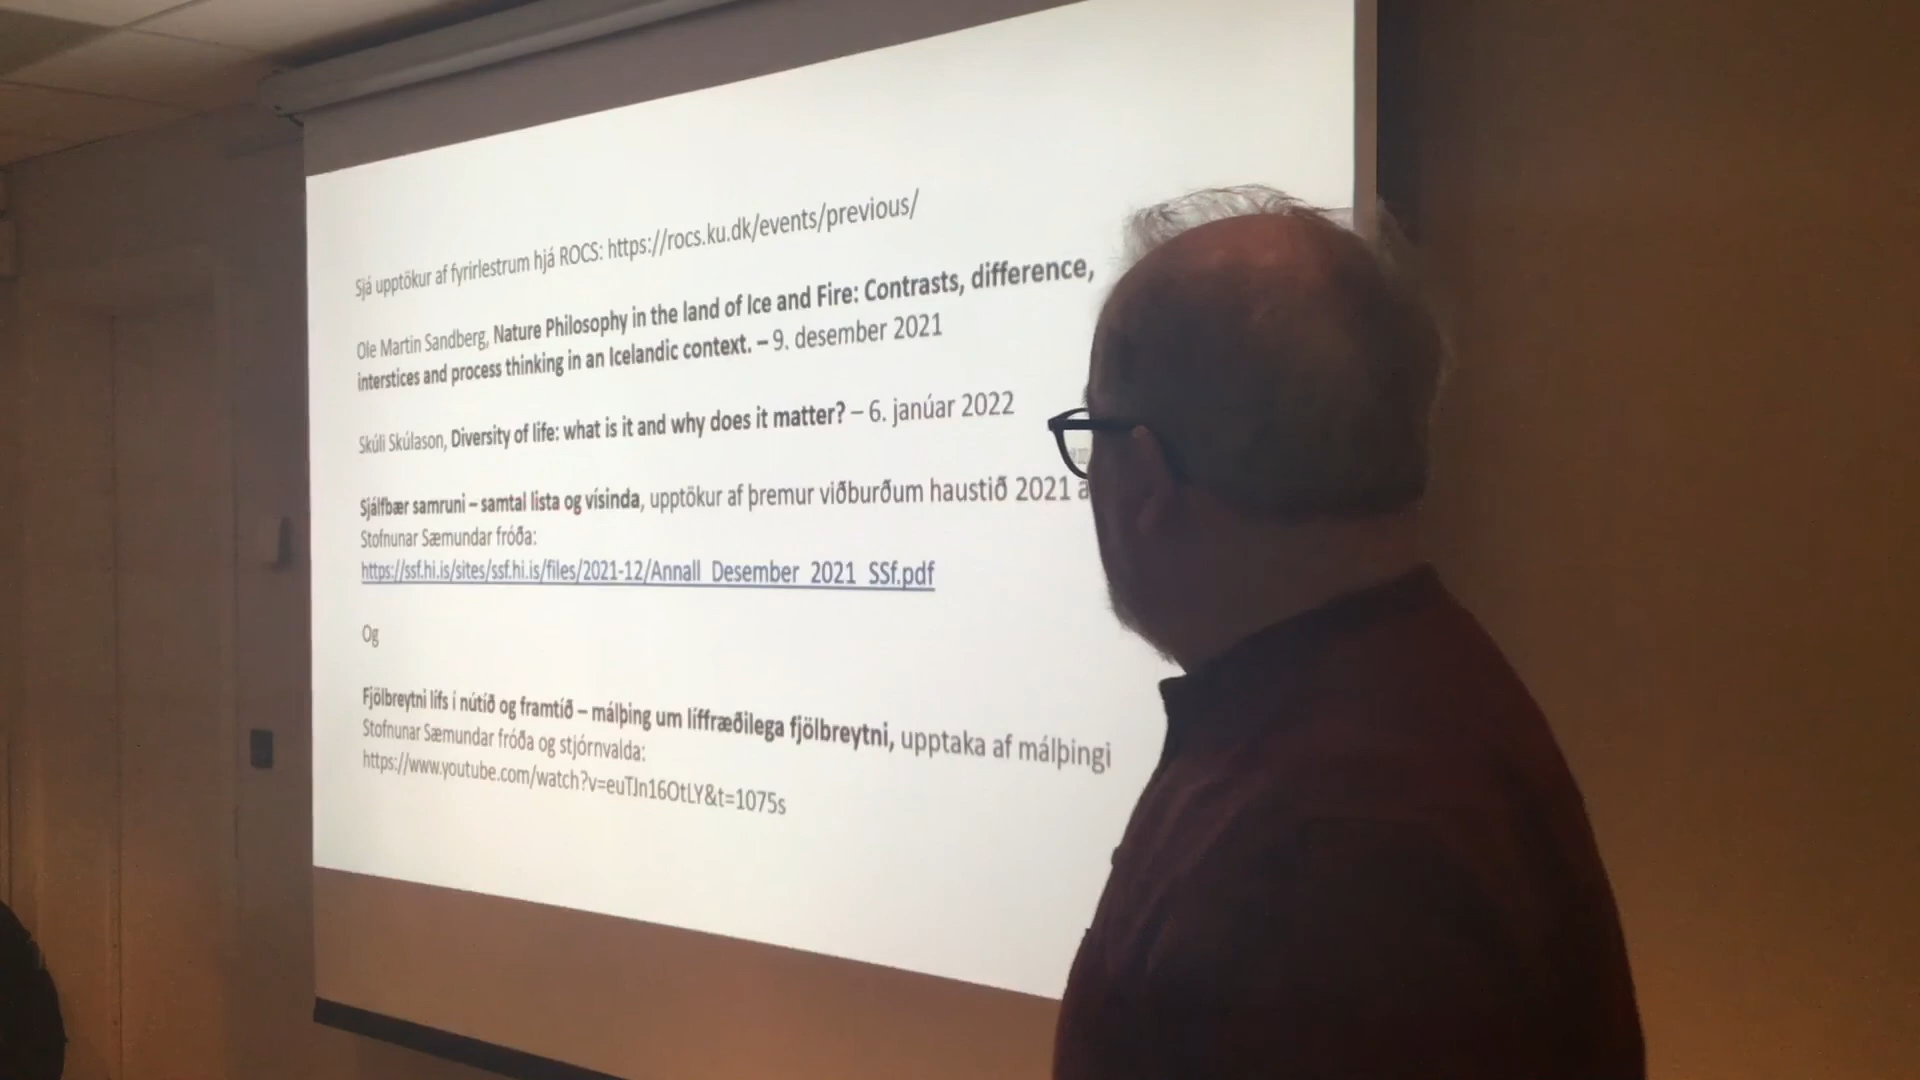 Sjá upptökur af fyrirlestrum hjá ROCS: https://rocs.ku.dk/events/previous/
Ole Martin Sandberg, Nature Philosophy in the land of Ice and Fire: Contrasts, difference,
interstices and process thinking in an Icelandic context. – 9. desember 2021
Skúli Skúlason, Diversity of life: what is it and why does it matter? – 6. janúar 2022
Sjálfbær samruni – samtal lista og vísinda, upptökur af þremur viðburðum haustið 2021 á
Stofnunar Sæmundar fróða:
https://ssf.hi.is/sites/ssf.hi.is/files/2021-12/Annall_Desember_2021_SSf.pdf
Og
Fjölbreytni lífs í nútíð og framtíð – málþing um líffræðilega fjölbreytni, upptaka af málþingi
Stofnunar Sæmundar fróða og stjórnvalda:
https://www.youtube.com/watch?v=euTJn16OtLY&t=1075s